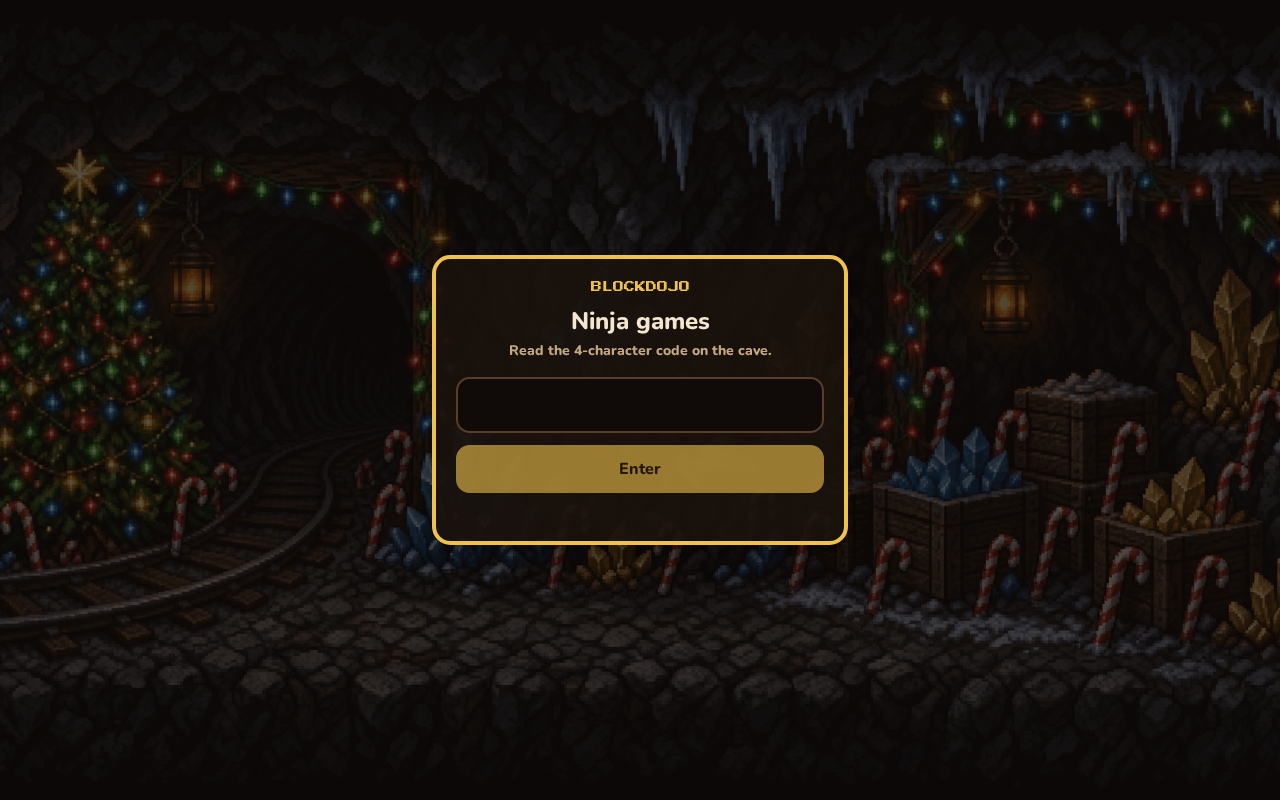 BLOCKDOJO
Ninja games
Read the 4-character code on the cave.
Enter